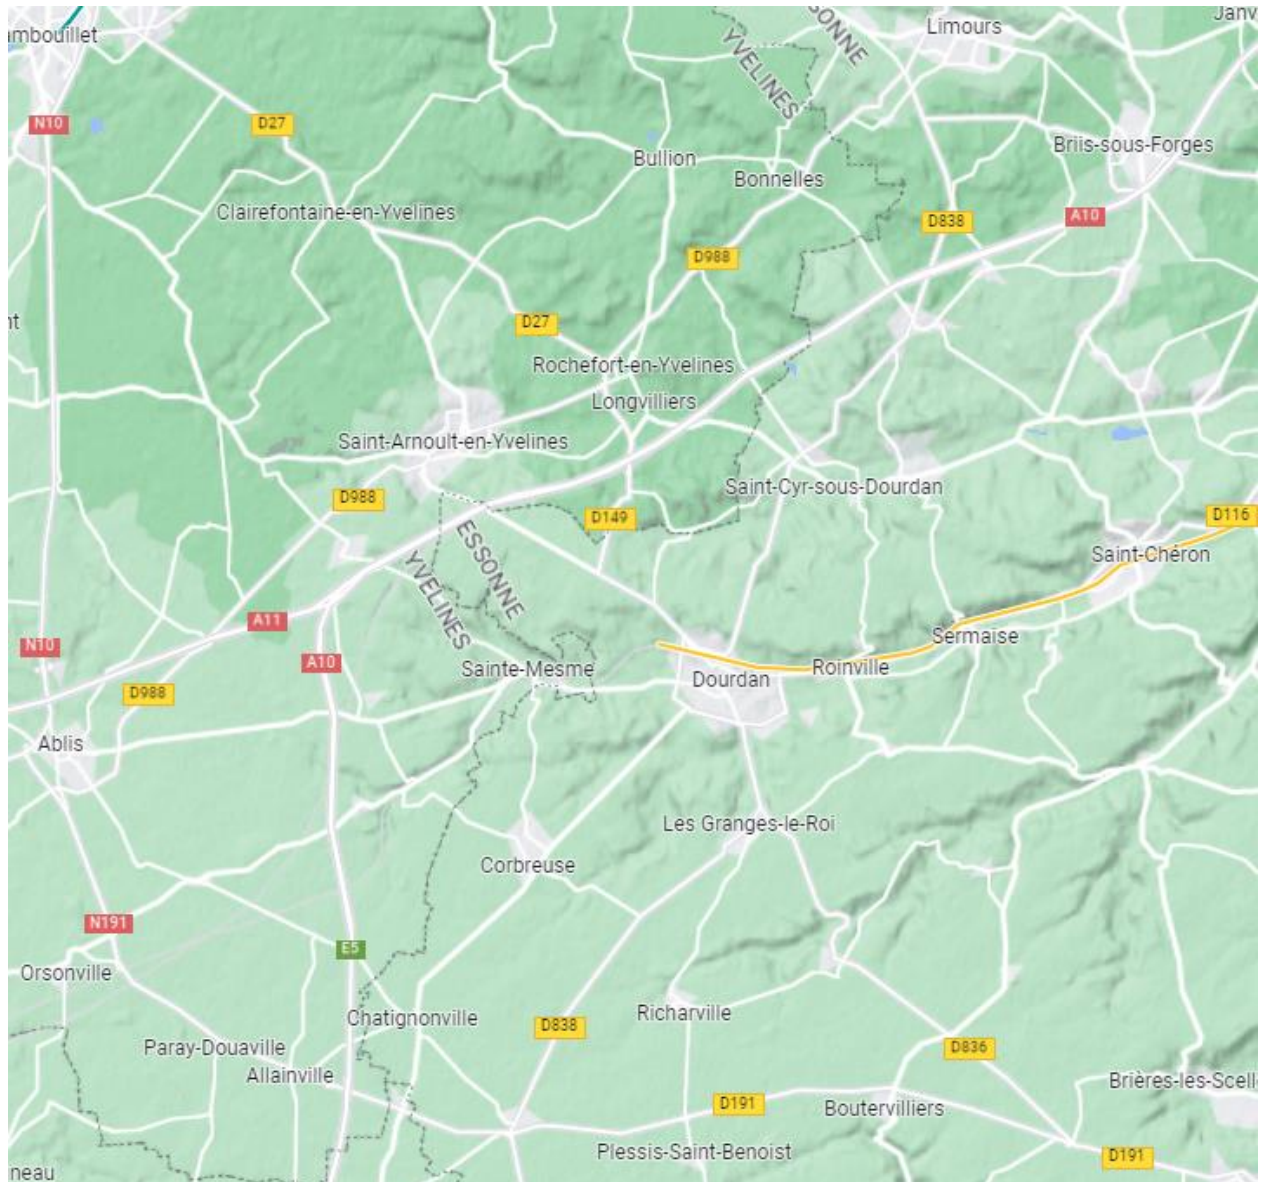 ambouillet
SONNE
Limours
Janv
YVELINES
N10
D27
Bullion
Briis-sous-Forges
Bonnelles
Clairefontaine-en-Yvelines
D838
A10
D988
nt
D27
Rochefort-en-Yvelines
Longvilliers
Saint-Arnoult-en-Yvelines
Saint-Cyr-sous-Dourdan
D988
D149
D116
ESSONNE
Saint-Chéron
YVELINES
A11
N10
Sermaise
A10
Sainte-Mesme
Roinville
Dourdan
D988
Ablis
Les Granges-le-Roi
Corbreuse
N191
E5
Orsonville
Richarville
Chatignonville
D838
Paray-Douaville
D836
Allainville
Brières-les-Scell
D191
Boutervilliers
Plessis-Saint-Benoist
D191
neau